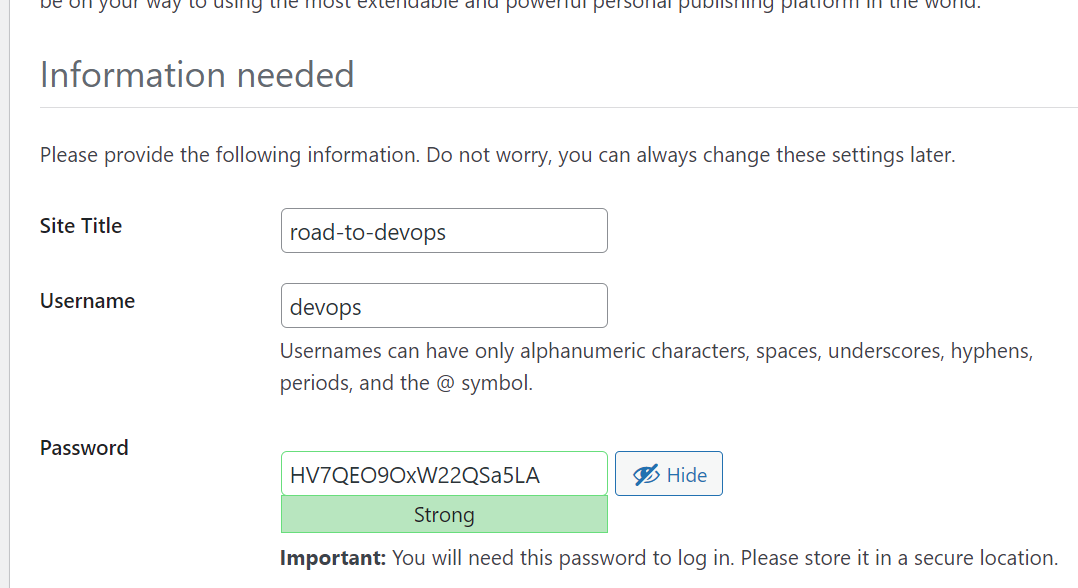 be on your way to using the most extendable and powerful personal publishing platform in the world.
Information needed
Please provide the following information. Do not worry, you can always change these settings later.
Site Title
road-to-devops
Username
devops
Usernames can have only alphanumeric characters, spaces, underscores, hyphens,
periods, and the @ symbol.
Password
HV7QEO9OxW22QSa5LA
Hide
Strong
Important: You will need this password to log in. Please store it in a secure location.